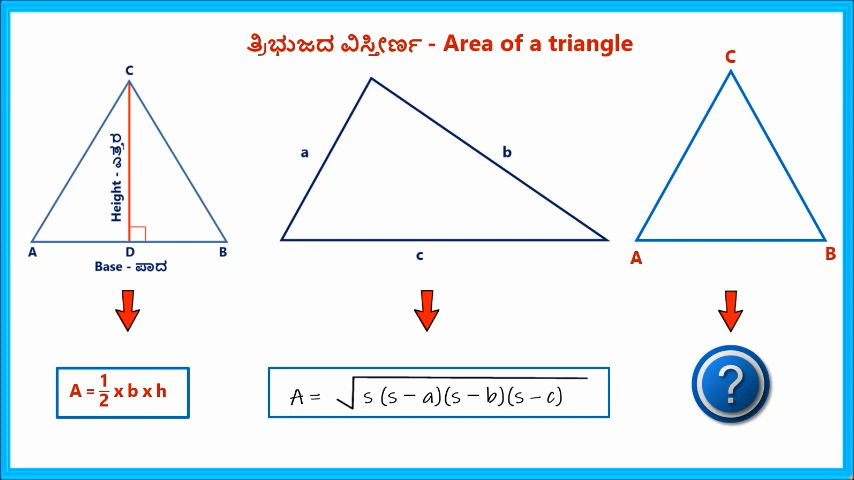 ತ್ರಿಭುಜದ ವಿಸ್ತೀರ್ಣ - Area of a triangle
C
Height - ಎತ್ತರ
A
D
B
Base - ಪಾದ
A = 1/2 x b x h
a
b
c
A = √s (s - a)(s - b)(s - c)
C
A
B
?